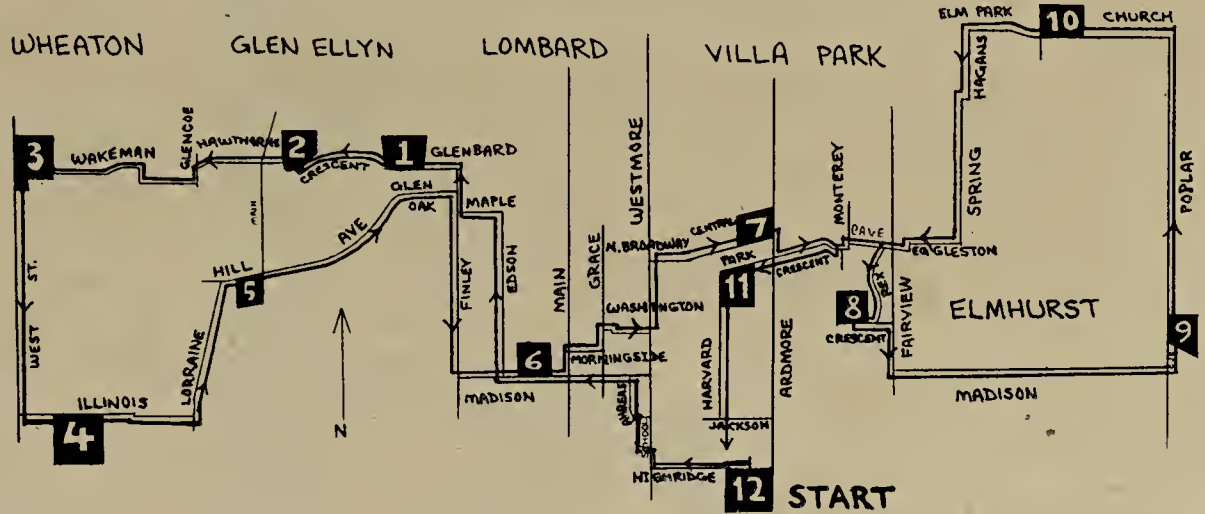 WHEATON
GLEN ELLYN
LOMBARD
VILLA PARK
ELM PARK
10
CHURCH
HAGANS
GLENCOE
HAWTHORNE
2
CRESCENT
1
GLENBARD
3
WAKEMAN
GLEN
OAK
MAPLE
WESTMORE
MONTEREY
SPRING
POPLAR
MAIN
AVE
GRACE
N. BROADWAY
CENTRAL
7
PARK
CRESCENT
CAVE
EGGLESTON
HILL
5
FINLEY
EDSON
MAIN
WASHINGTON
11
REX
8
CRESCENT
FAIRVIEW
ELMHURST
9
WEST
ST.
LORRAINE
N
6
MORNINGSIDE
MADISON
HARVARD
ARDMORE
MADISON
ILLINOIS
4
AHRENS
SCHOOL
JACKSON
HIGHRIDGE
12
START